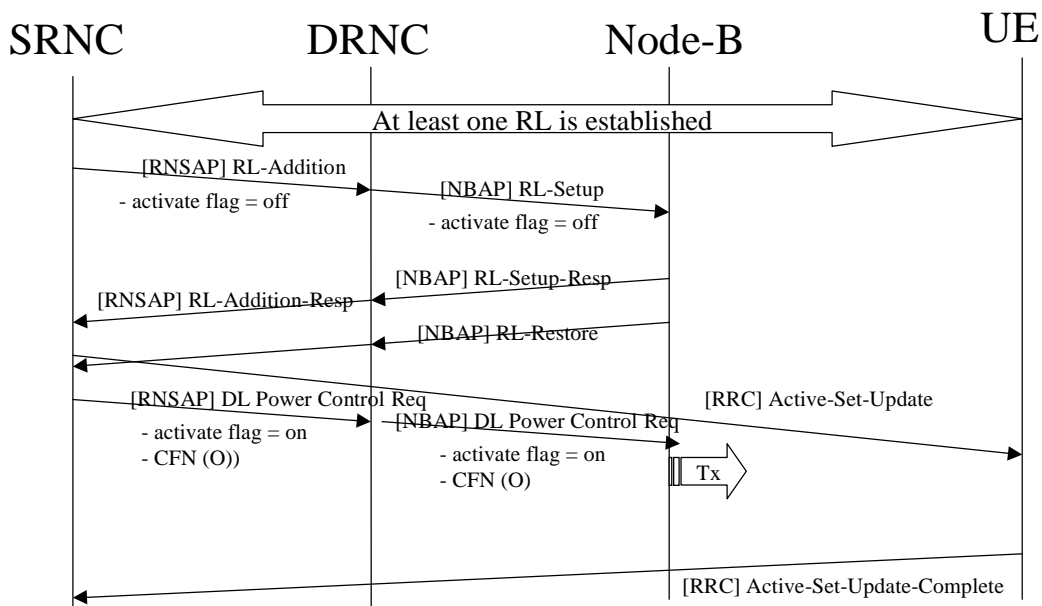 SRNC DRNC Node-B UE
At least one RL is established
[RNSAP] RL-Addition
- activate flag = off
[NBAP] RL-Setup
- activate flag = off
[NBAP] RL-Setup-Resp
[RNSAP] RL-Addition-Resp
[NBAP] RL-Restore
[RRC] Active-Set-Update
[RNSAP] DL Power Control Req
- activate flag = on
- CFN (O))
[NBAP] DL Power Control Req
- activate flag = on
- CFN (O)
Tx
[RRC] Active-Set-Update-Complete